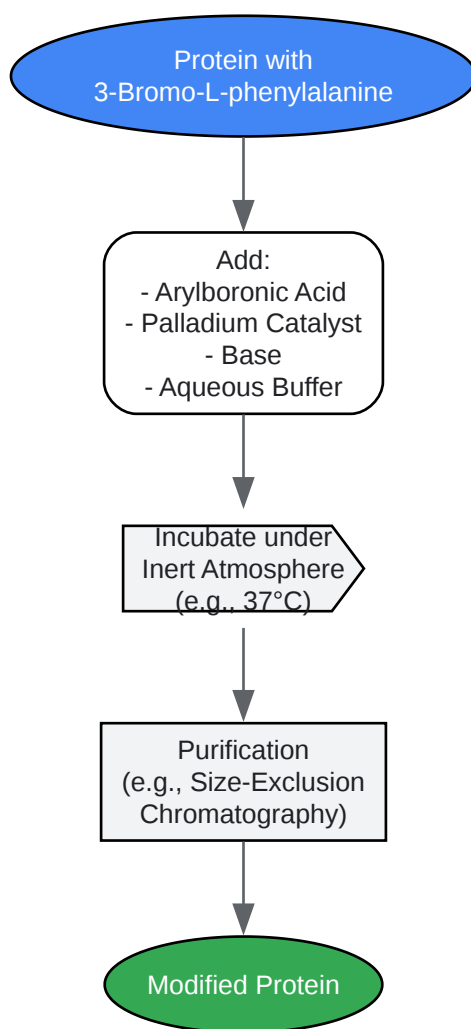 Protein with
3-Bromo-L-phenylalanine
Add:
- Arylboronic Acid
- Palladium Catalyst
- Base
- Aqueous Buffer
Incubate under
Inert Atmosphere
(e.g., 37°C)
Purification
(e.g., Size-Exclusion
Chromatography)
Modified Protein